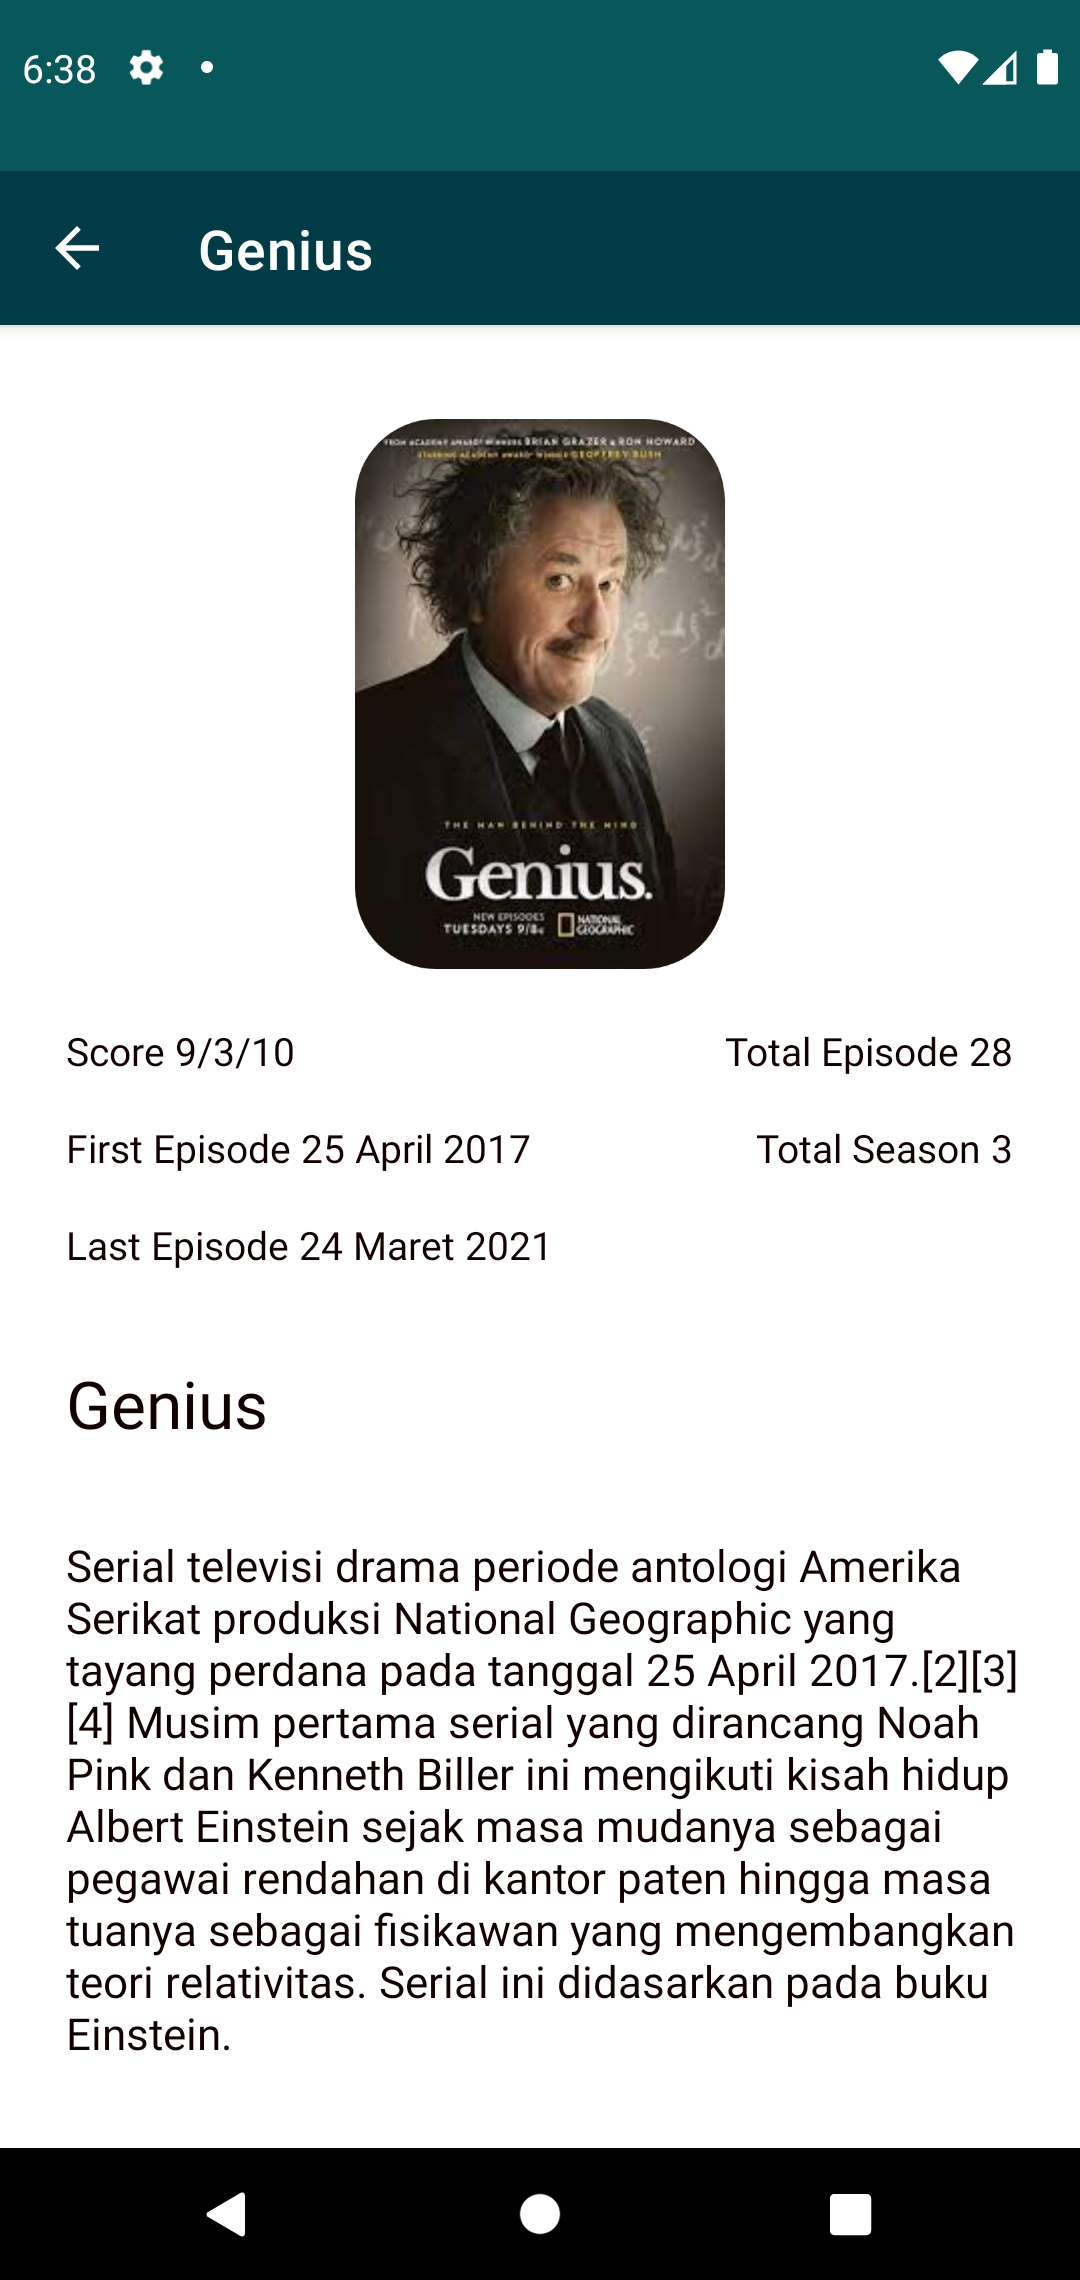 6:38
Genius
FROM ACADEMY AWARD WINNERS BRIAN GRAZER & RON HOWARD
STARRING ACADEMY AWARD WINNER GEOFFREY RUSH
THE MAN BEHIND THE MIND
Genius.
NEW EPISODES
TUESDAYS 9/8c
NATIONAL
GEOGRAPHIC
Score 9/3/10
Total Episode 28
First Episode 25 April 2017
Total Season 3
Last Episode 24 Maret 2021
Genius
Serial televisi drama periode antologi Amerika
Serikat produksi National Geographic yang
tayang perdana pada tanggal 25 April 2017.[2][3]
[4] Musim pertama serial yang dirancang Noah
Pink dan Kenneth Biller ini mengikuti kisah hidup
Albert Einstein sejak masa mudanya sebagai
pegawai rendahan di kantor paten hingga masa
tuanya sebagai fisikawan yang mengembangkan
teori relativitas. Serial ini didasarkan pada buku
Einstein.